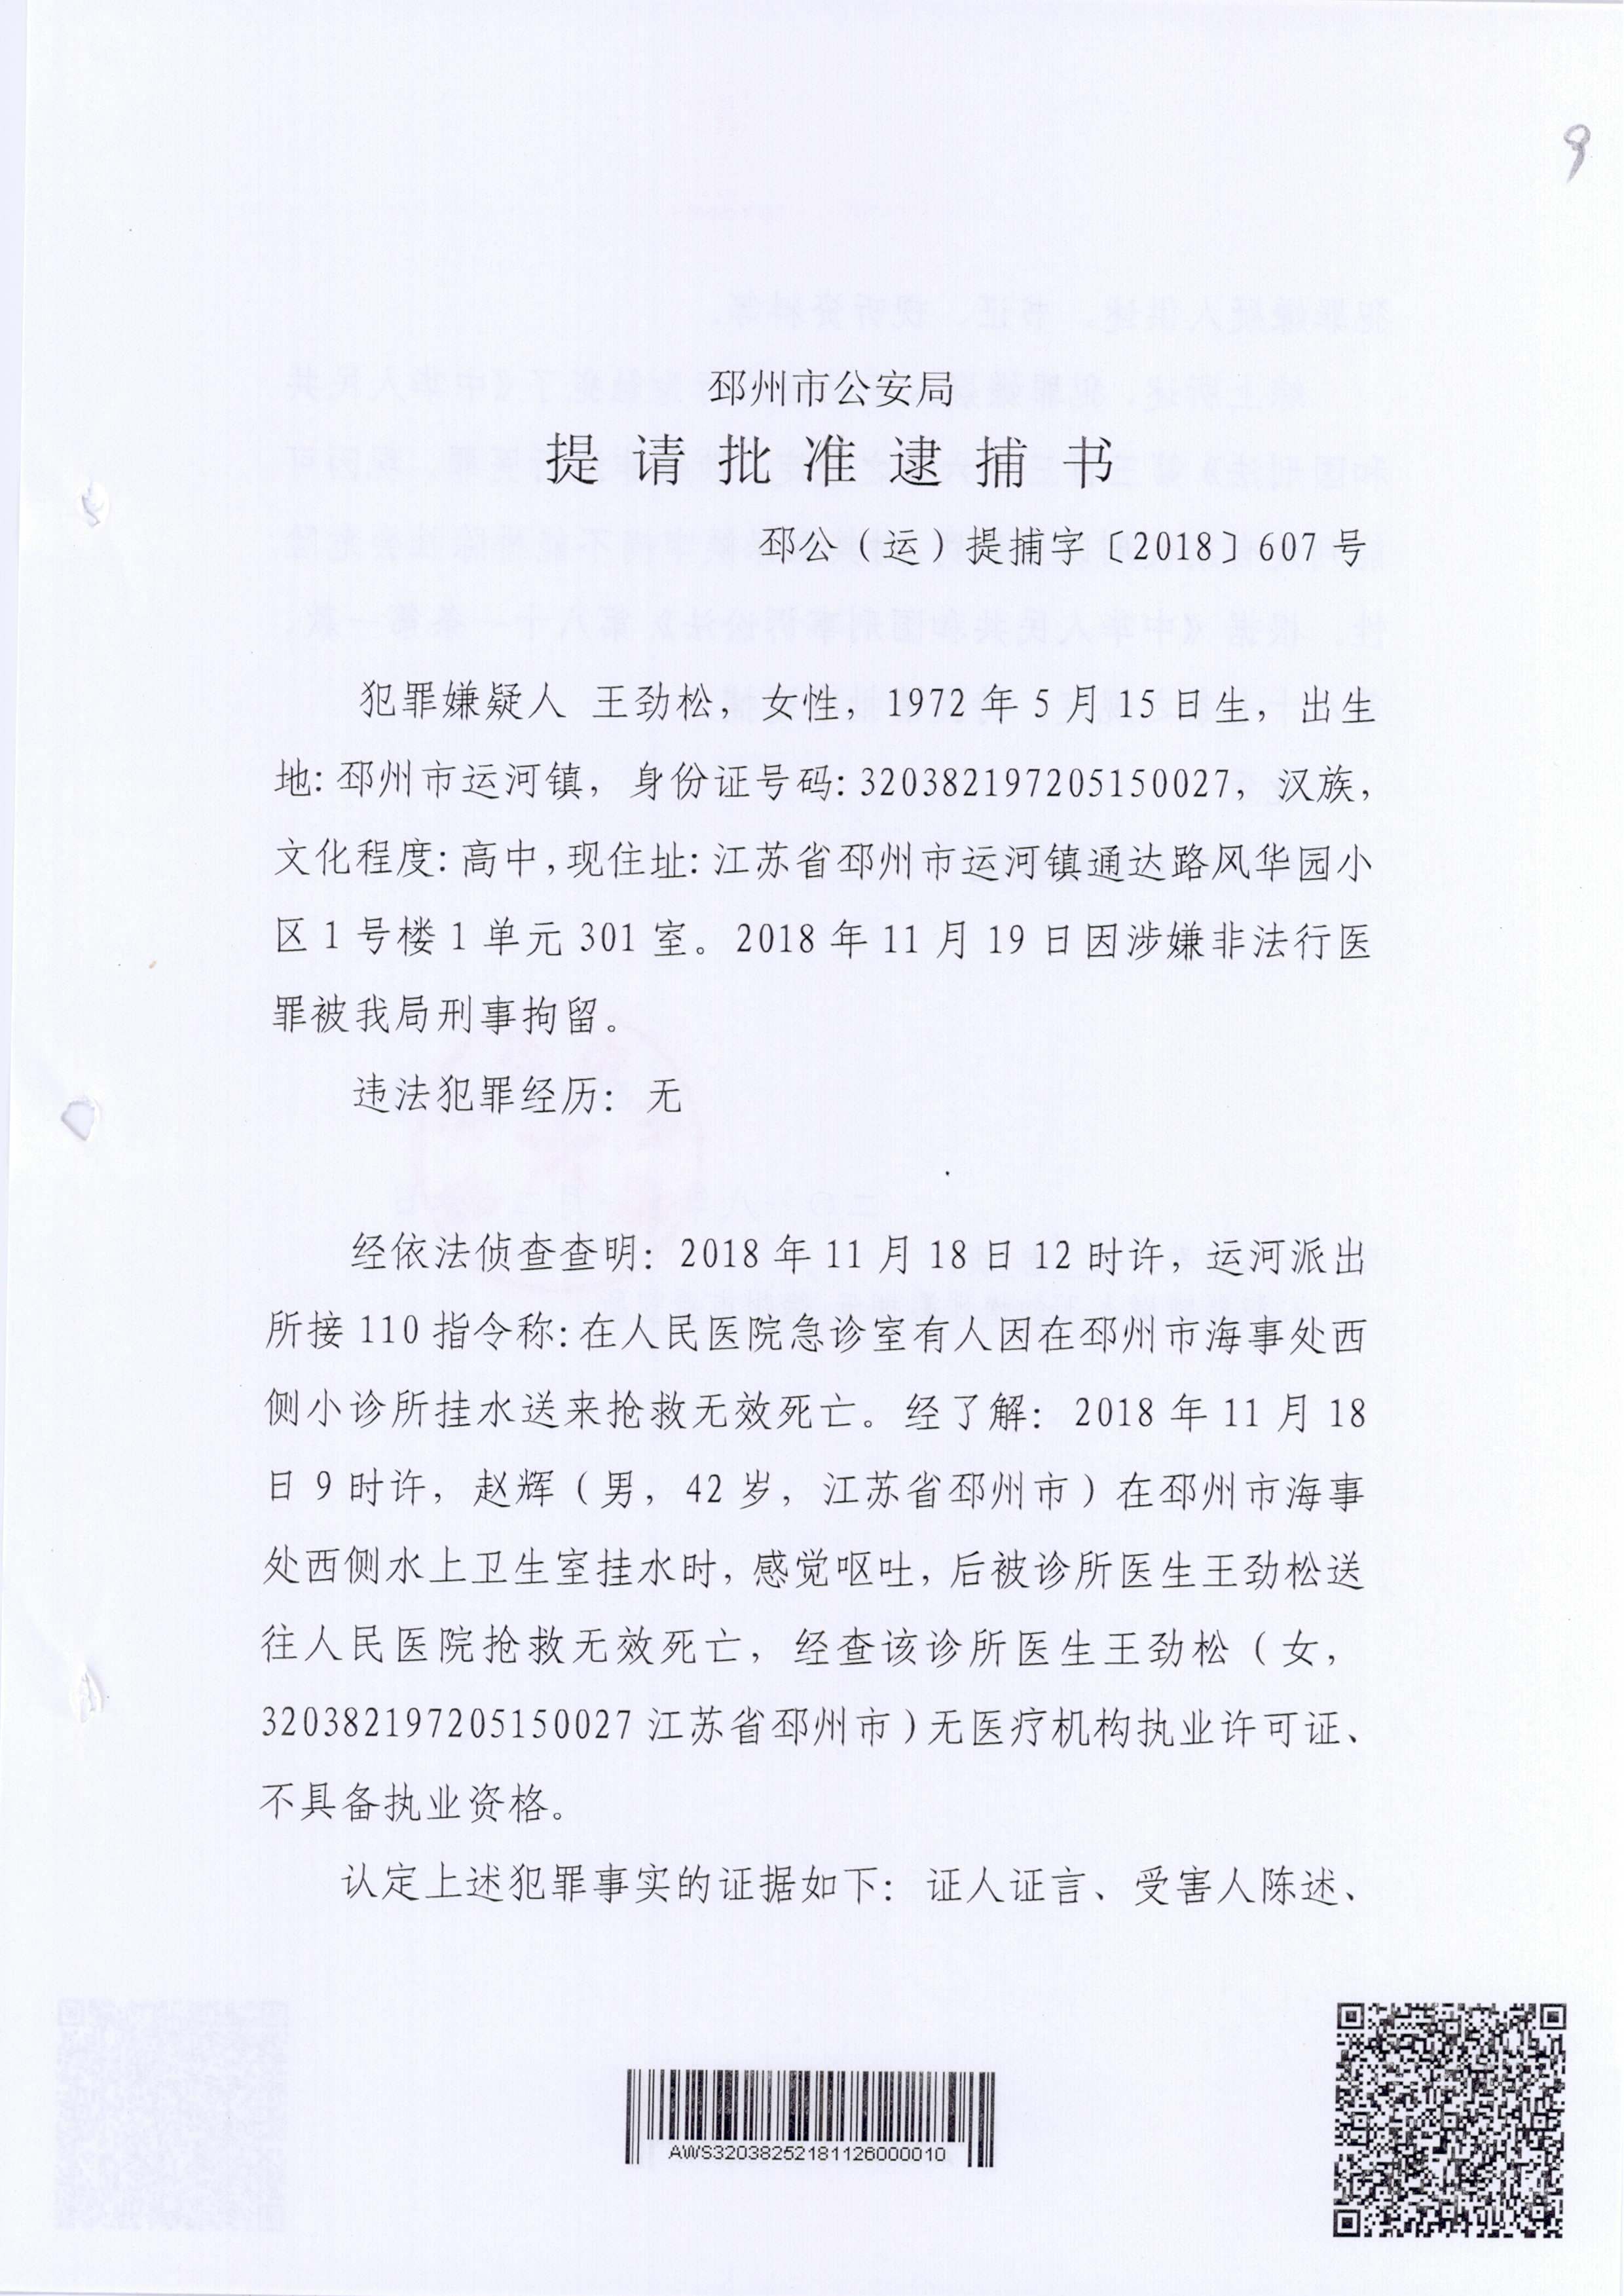 9
邳州市公安局
提请批准逮捕书
邳公（运）提捕字〔2018〕607号
犯罪嫌疑人 王劲松，女性，1972年5月15日生，出生
地：邳州市运河镇，身份证号码：320382197205150027，汉族，
文化程度：高中，现住址：江苏省邳州市运河镇通达路风华园小
区1号楼1单元301室。2018年11月19日因涉嫌非法行医
罪被我局刑事拘留。
违法犯罪经历： 无
经依法侦查查明：2018年11月18日12时许，运河派出
所接110指令称：在人民医院急诊室有人因在邳州市海事处西
侧小诊所挂水送来抢救无效死亡。经了解：2018年11月18
日9时许，赵辉（男，42岁，江苏省邳州市）在邳州市海事
处西侧水上卫生室挂水时，感觉呕吐，后被诊所医生王劲松送
往人民医院抢救无效死亡，经查该诊所医生王劲松（女，
320382197205150027江苏省邳州市）无医疗机构执业许可证、
不具备执业资格。
认定上述犯罪事实的证据如下：证人证言、受害人陈述、
AWS32038252181126000010